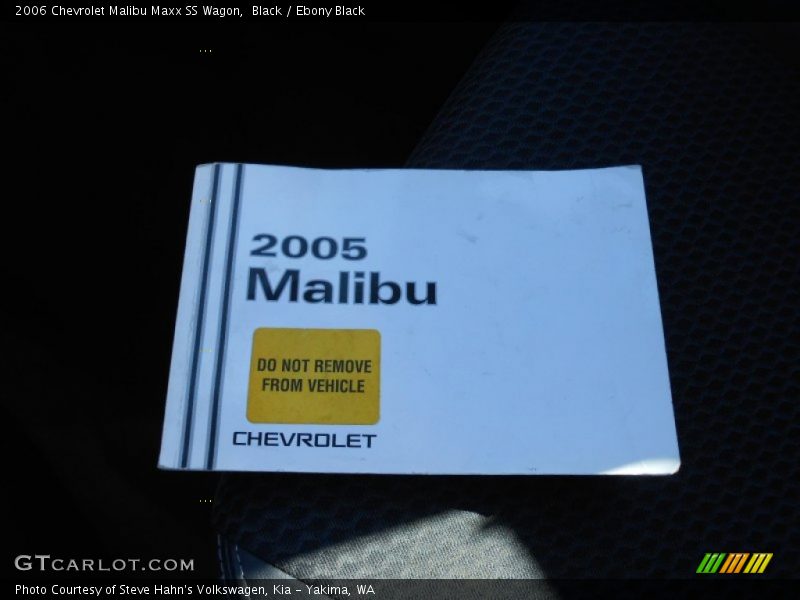 2006 Chevrolet Malibu Maxx SS Wagon,  Black / Ebony Black
2005
Malibu
DO NOT REMOVE
FROM VEHICLE
CHEVROLET
GTCARLOT.COM
Photo Courtesy of Steve Hahn's Volkswagen, Kia - Yakima, WA